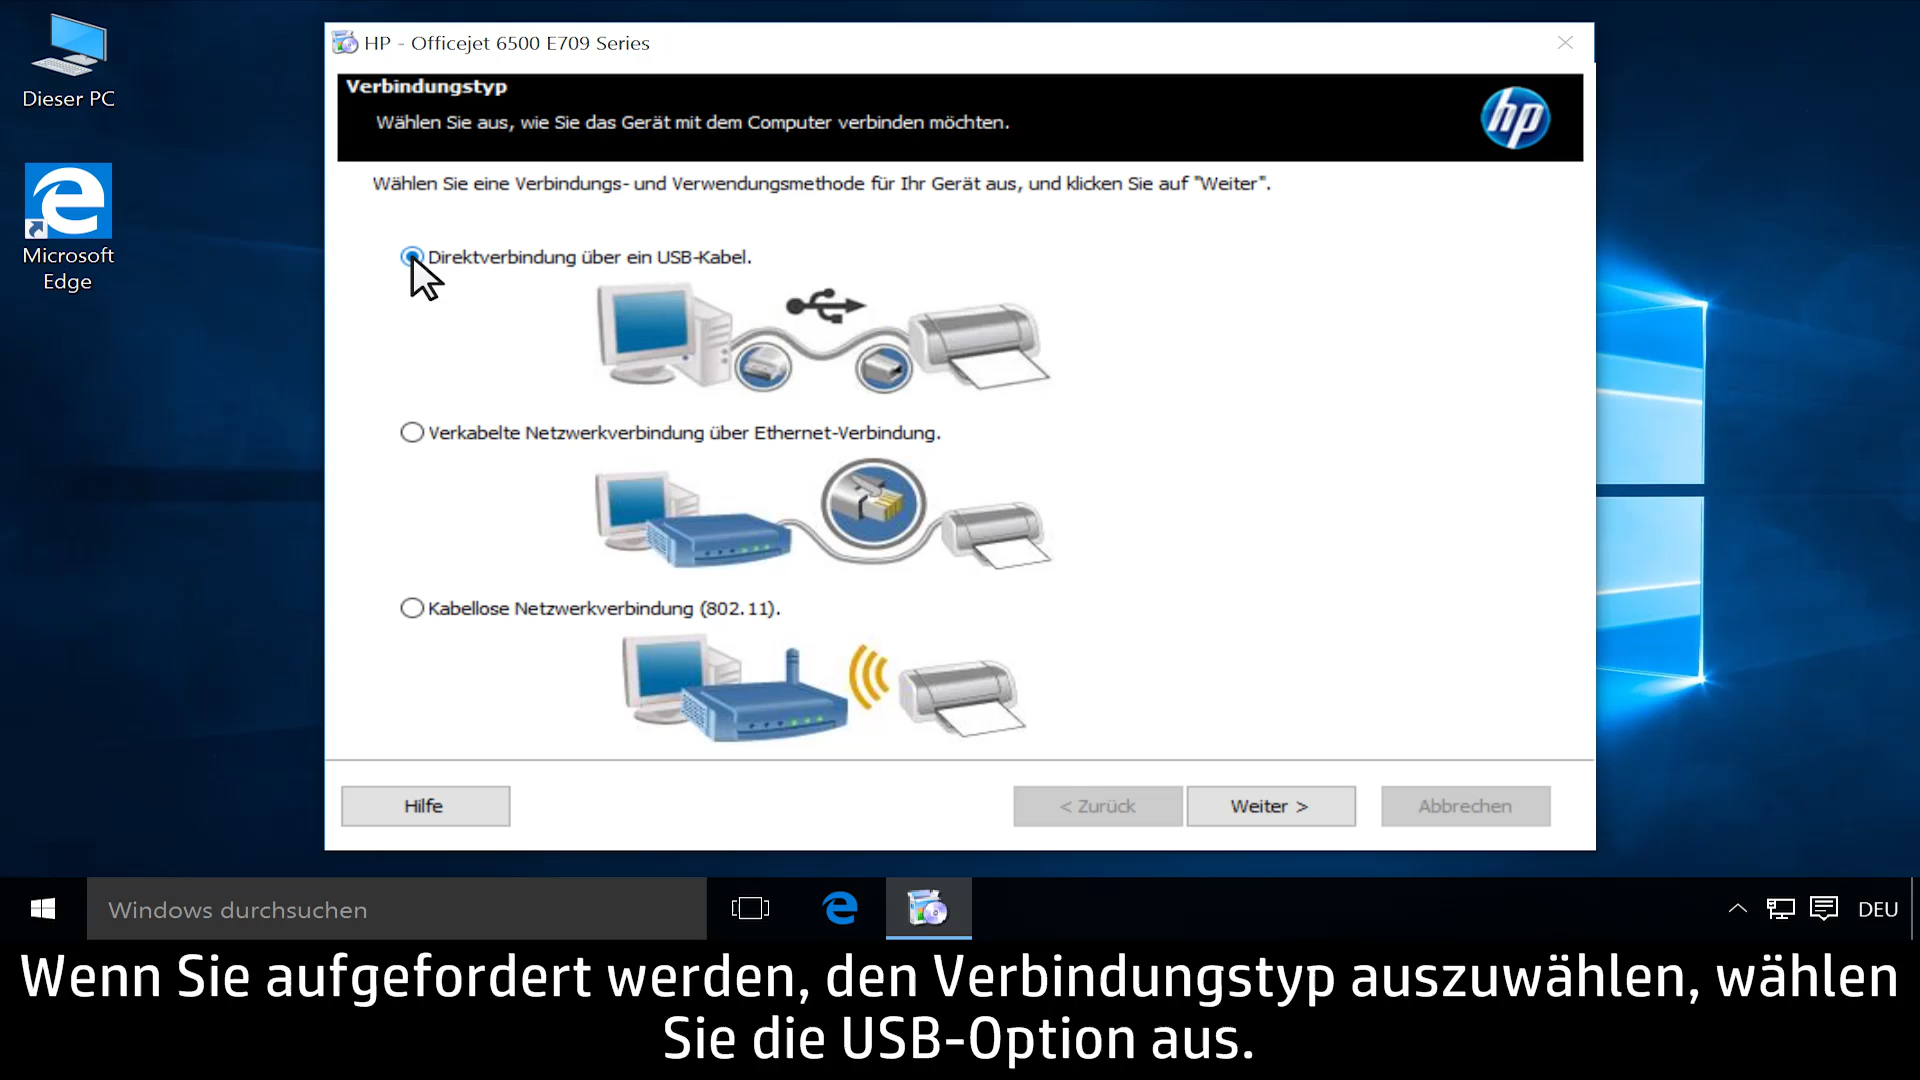 Dieser PC
Microsoft
Edge
HP - Officejet 6500 E709 Series
Verbindungstyp
Wählen Sie aus, wie Sie das Gerät mit dem Computer verbinden möchten.
hp
Wählen Sie eine Verbindungs- und Verwendungsmethode für Ihr Gerät aus, und klicken Sie auf "Weiter".
Direktverbindung über ein USB-Kabel.
Verkabelte Netzwerkverbindung über Ethernet-Verbindung.
Kabellose Netzwerkverbindung (802.11).
Hilfe
< Zurück
Weiter >
Abbrechen
Windows durchsuchen
DEU
Wenn Sie aufgefordert werden, den Verbindungstyp auszuwählen, wählen
Sie die USB-Option aus.